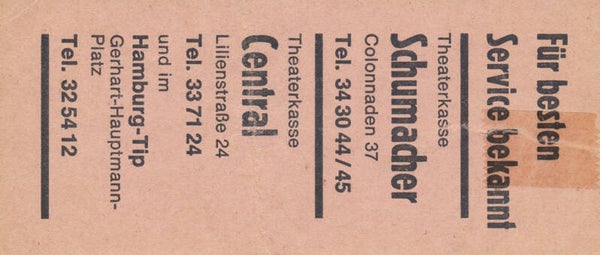 Für besten
Service bekannt
Theaterkasse
Schumacher
Colonnaden 37
Tel. 34 30 44/45
Theaterkasse
Central
Lilienstraße 24
Tel. 33 71 24
und im
Hamburg-Tip
Gerhart-Hauptmann-
Platz
Tel. 32 54 12